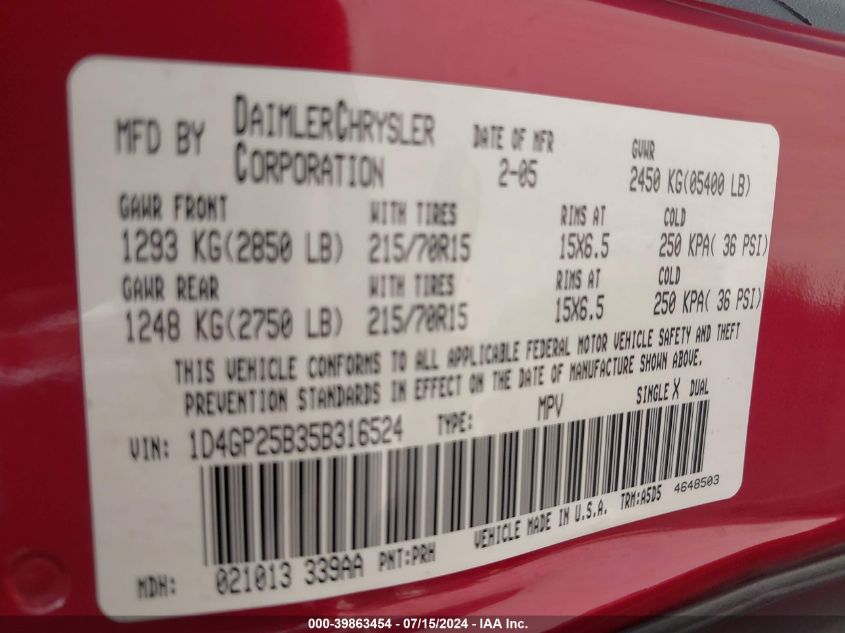 MFD BY DAIMLERCHRYSLER CORPORATION DATE OF MFR 2-05 GVWR 2450 KG(05400 LB)
GAWR FRONT WITH TIRES RIMS AT COLD
1293 KG(2850 LB) 215/70R15 15X6.5 250 KPA( 36 PSI)
GAWR REAR WITH TIRES RIMS AT COLD
1248 KG(2750 LB) 215/70R15 15X6.5 250 KPA( 36 PSI)
THIS VEHICLE CONFORMS TO ALL APPLICABLE FEDERAL MOTOR VEHICLE SAFETY AND THEFT
PREVENTION STANDARDS IN EFFECT ON THE DATE OF MANUFACTURE SHOWN ABOVE.
VIN: 1D4GP25B35B316524 TYPE: MPV SINGLE X DUAL
VEHICLE MADE IN U.S.A. TRM:A5D5 4648503
MDH: 021013 339AA PNT:PRH
000-39863454 - 07/15/2024 - IAA Inc.